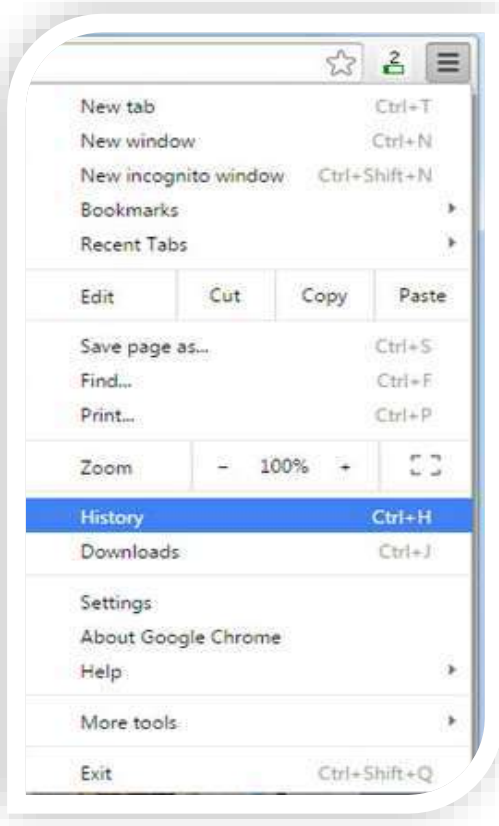 2
New tab Ctrl+T
New window Ctrl+N
New incognito window Ctrl+Shift+N
Bookmarks
Recent Tabs
Edit Cut Copy Paste
Save page as... Ctrl+S
Find... Ctrl+F
Print... Ctrl+P
Zoom - 100% +
History Ctrl+H
Downloads Ctrl+J
Settings
About Google Chrome
Help
More tools
Exit Ctrl+Shift+Q